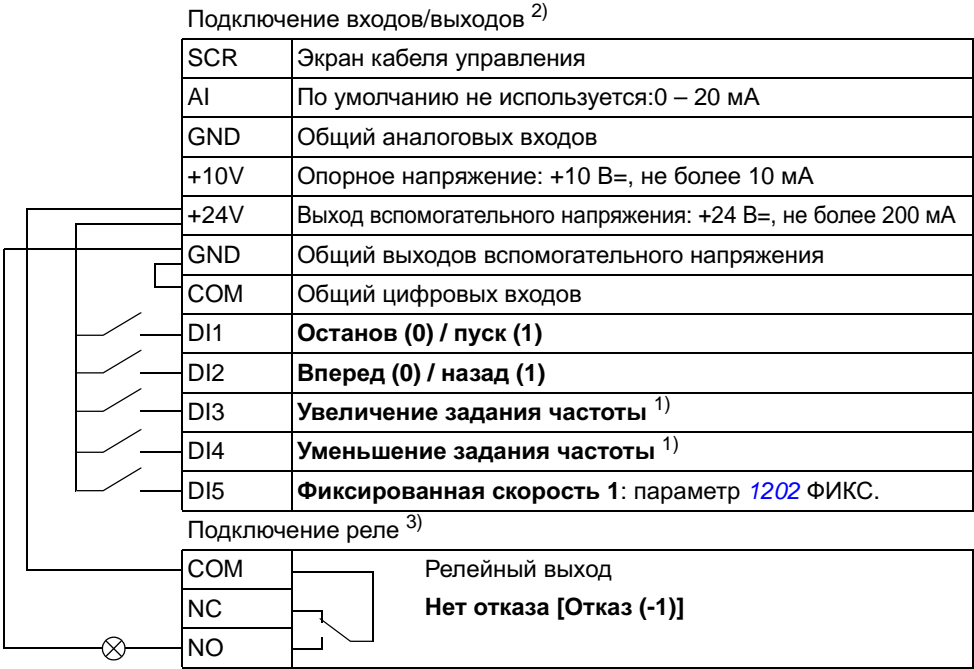 Подключение входов/выходов 2)
SCR Экран кабеля управления
AI По умолчанию не используется:0 – 20 мА
GND Общий аналоговых входов
+10V Опорное напряжение: +10 В=, не более 10 мА
+24V Выход вспомогательного напряжения: +24 В=, не более 200 мА
GND Общий выходов вспомогательного напряжения
COM Общий цифровых входов
DI1 Останов (0) / пуск (1)
DI2 Вперед (0) / назад (1)
DI3 Увеличение задания частоты 1)
DI4 Уменьшение задания частоты 1)
DI5 Фиксированная скорость 1: параметр 1202 ФИКС.
Подключение реле 3)
COM Релейный выход
NC Нет отказа [Отказ (-1)]
NO